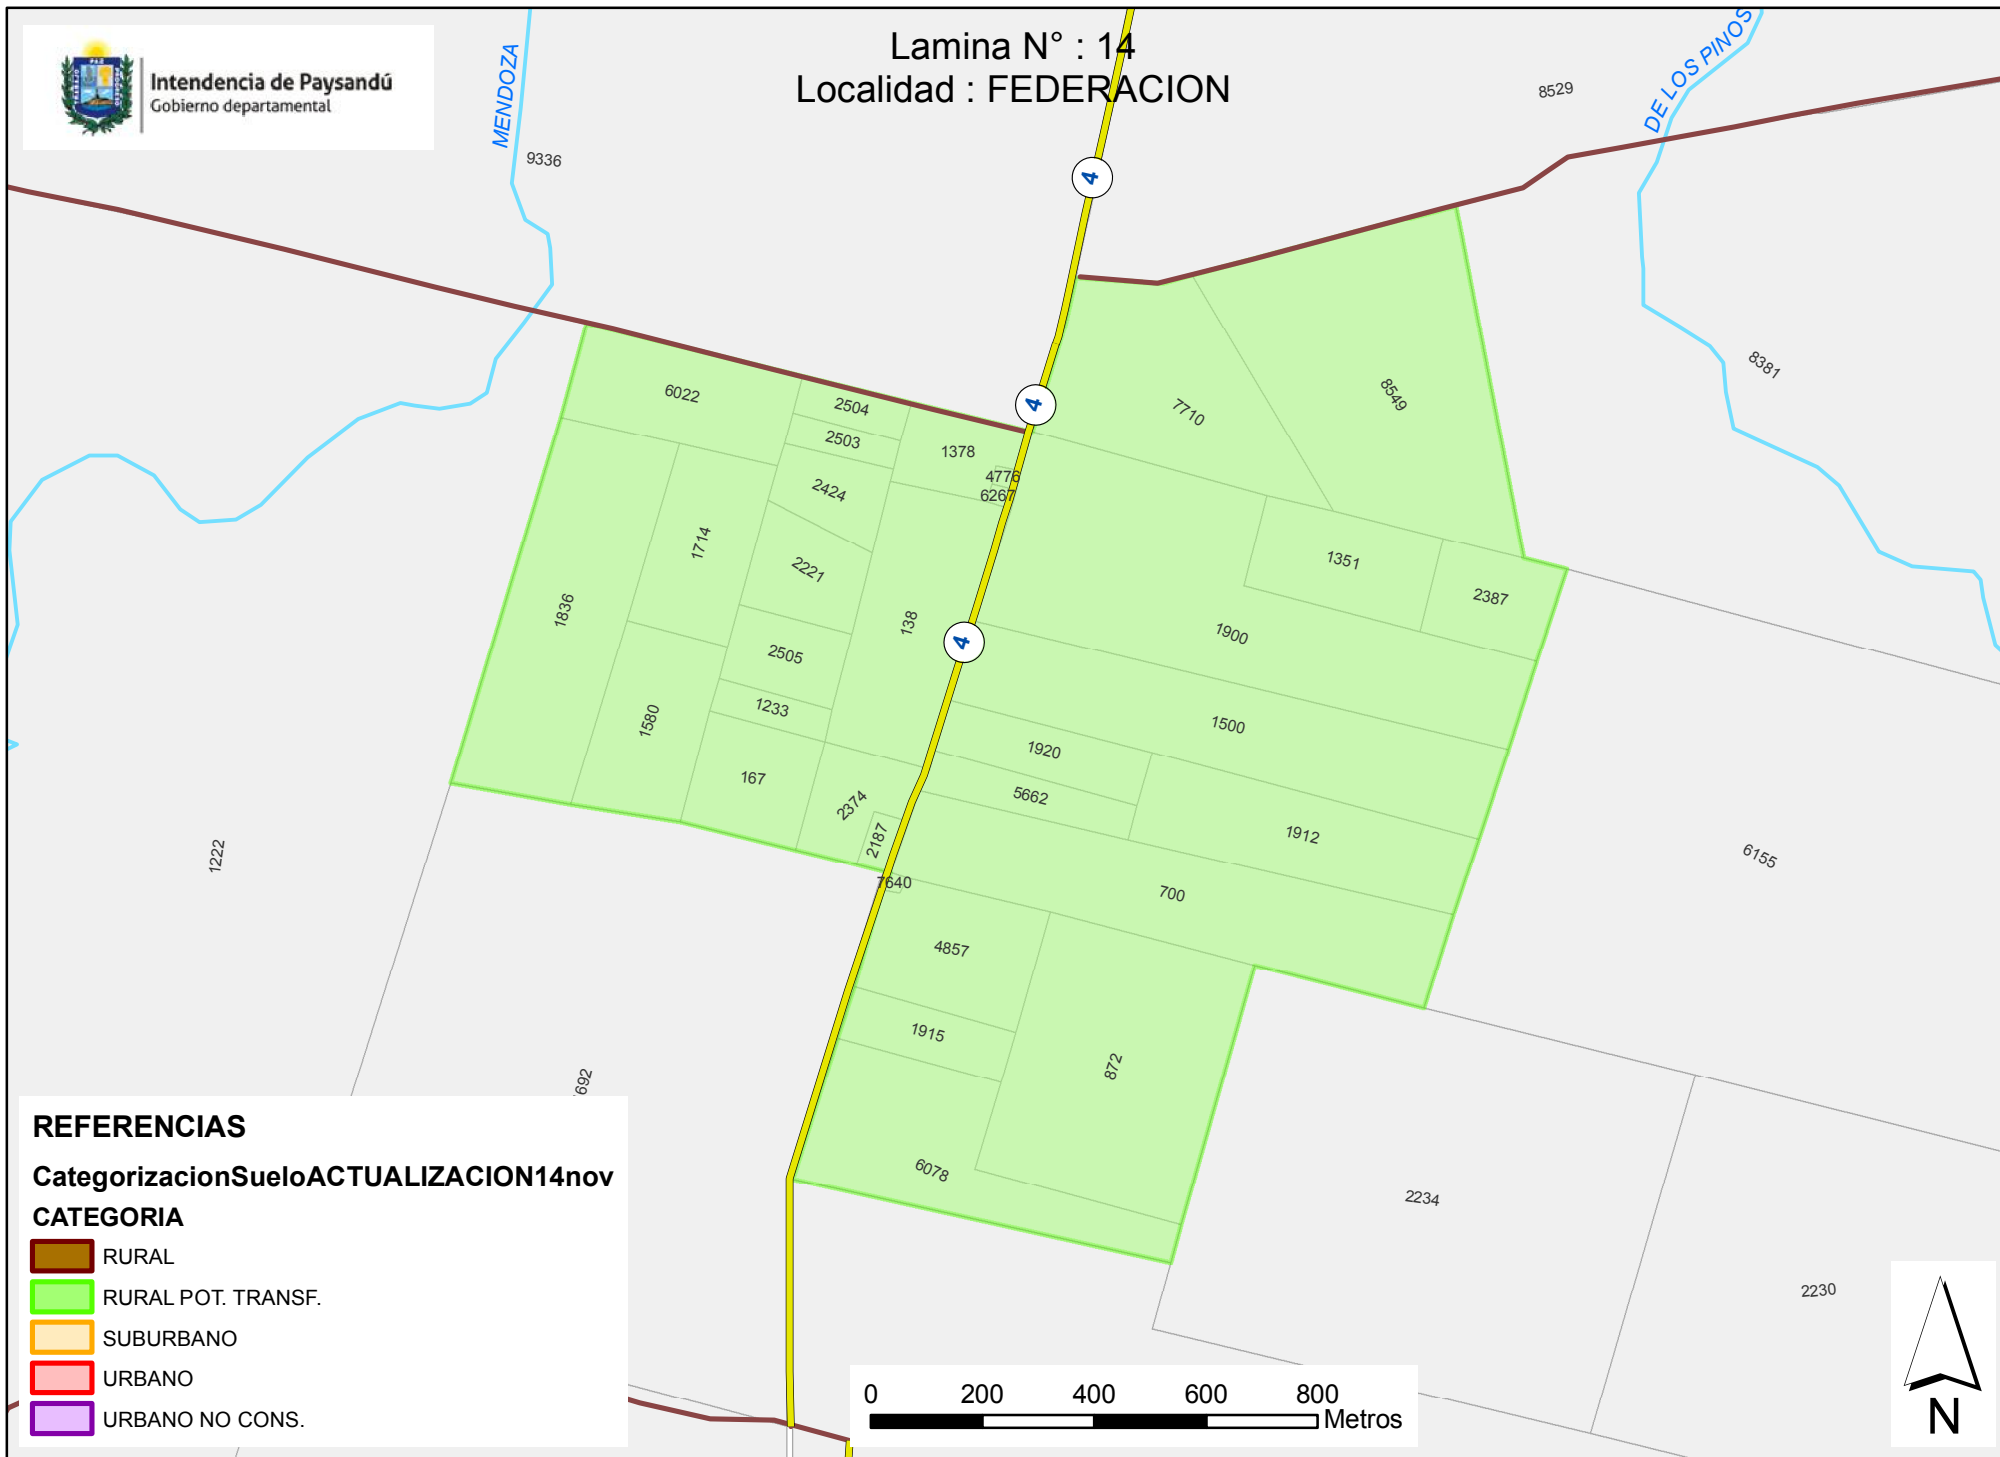 Intendencia de Paysandú
Gobierno departamental
Lamina N° : 14
Localidad : FEDERACION
MENDOZA
DE LOS PINOS
8529
9336
4
8381
6022
2504
2503
1378
4
7710
8549
4776
6267
2424
1714
2221
1351
2387
1836
138
1900
4
2505
1233
1580
1500
1920
167
2374
5662
1912
2187
1222
6155
7640
700
4857
1915
872
692
6078
2234
2230
REFERENCIAS
CategorizacionSueloACTUALIZACION14nov
CATEGORIA
RURAL
RURAL POT. TRANSF.
SUBURBANO
URBANO
URBANO NO CONS.
0 200 400 600 800
Metros
N